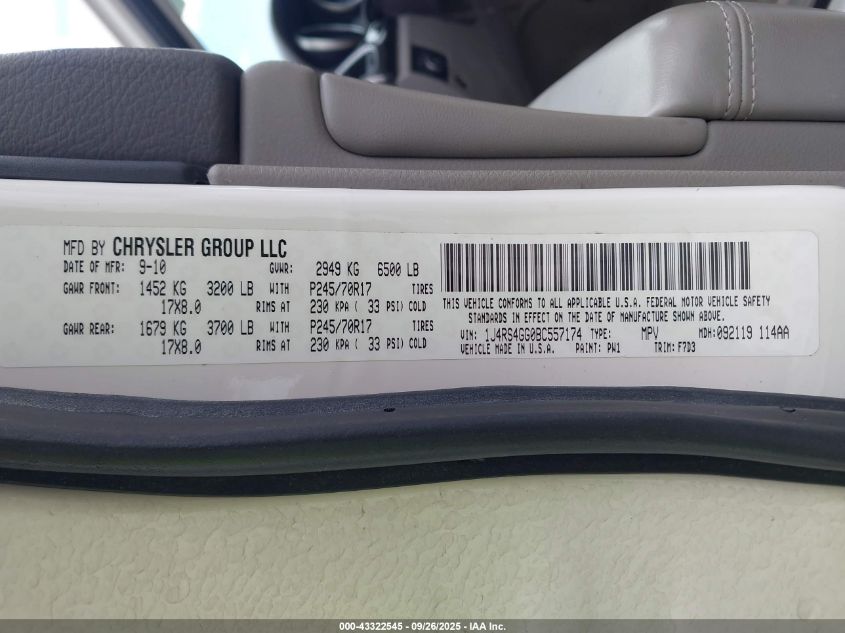 MFD BY CHRYSLER GROUP LLC
DATE OF MFR: 9-10 GVWR: 2949 KG 6500 LB
GAWR FRONT: 1452 KG 3200 LB WITH P245/70R17 TIRES
17X8.0 RIMS AT 230 KPA ( 33 PSI) COLD
GAWR REAR: 1679 KG 3700 LB WITH P245/70R17 TIRES
17X8.0 RIMS AT 230 KPA ( 33 PSI) COLD
THIS VEHICLE CONFORMS TO ALL APPLICABLE U.S.A. FEDERAL MOTOR VEHICLE SAFETY
STANDARDS IN EFFECT ON THE DATE OF MANUFACTURE SHOWN ABOVE.
VIN: 1J4RS4GG0BC557174 TYPE: MPV MDH: 092119 114AA
VEHICLE MADE IN U.S.A. PAINT: PW1 TRIM: F7D3
000-43322545 - 09/26/2025 - IAA Inc.